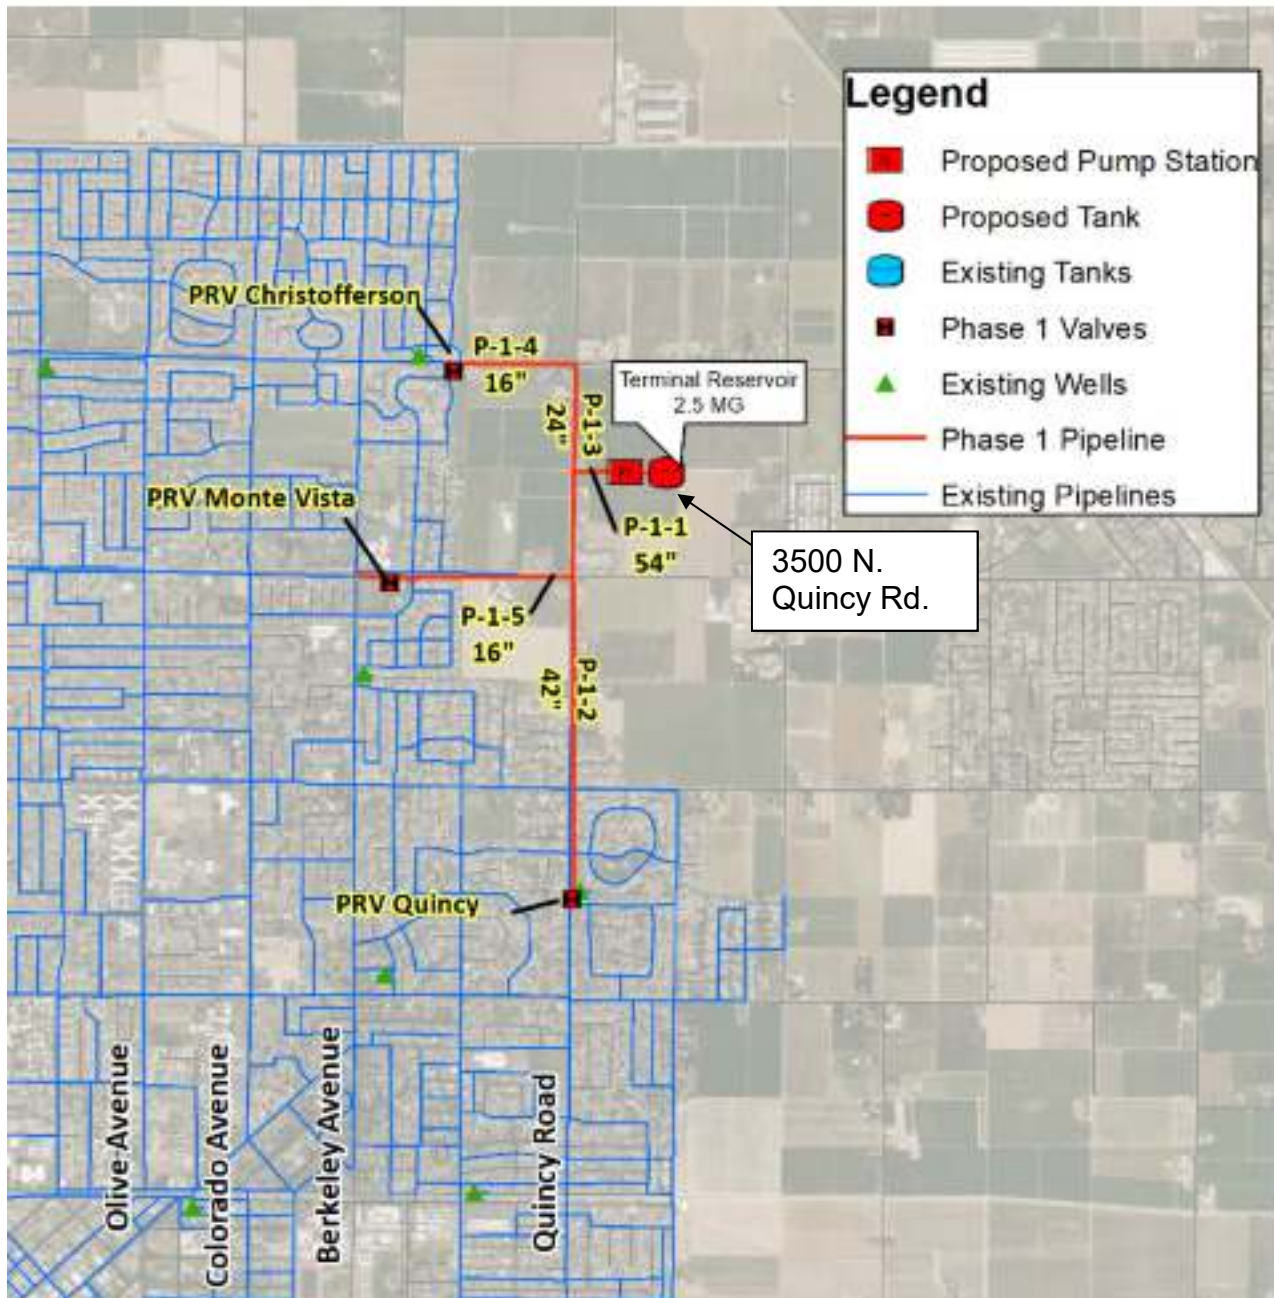 Legend
Proposed Pump Station
Proposed Tank
Existing Tanks
Phase 1 Valves
Existing Wells
Phase 1 Pipeline
Existing Pipelines
PRV Christofferson
P-1-4
16"
P-1-3
24"
Terminal Reservoir
2.5 MG
PRV Monte Vista
P-1-1
54"
3500 N.
Quincy Rd.
P-1-5
16"
P-1-2
42"
PRV Quincy
Olive Avenue
Colorado Avenue
Berkeley Avenue
Quincy Road